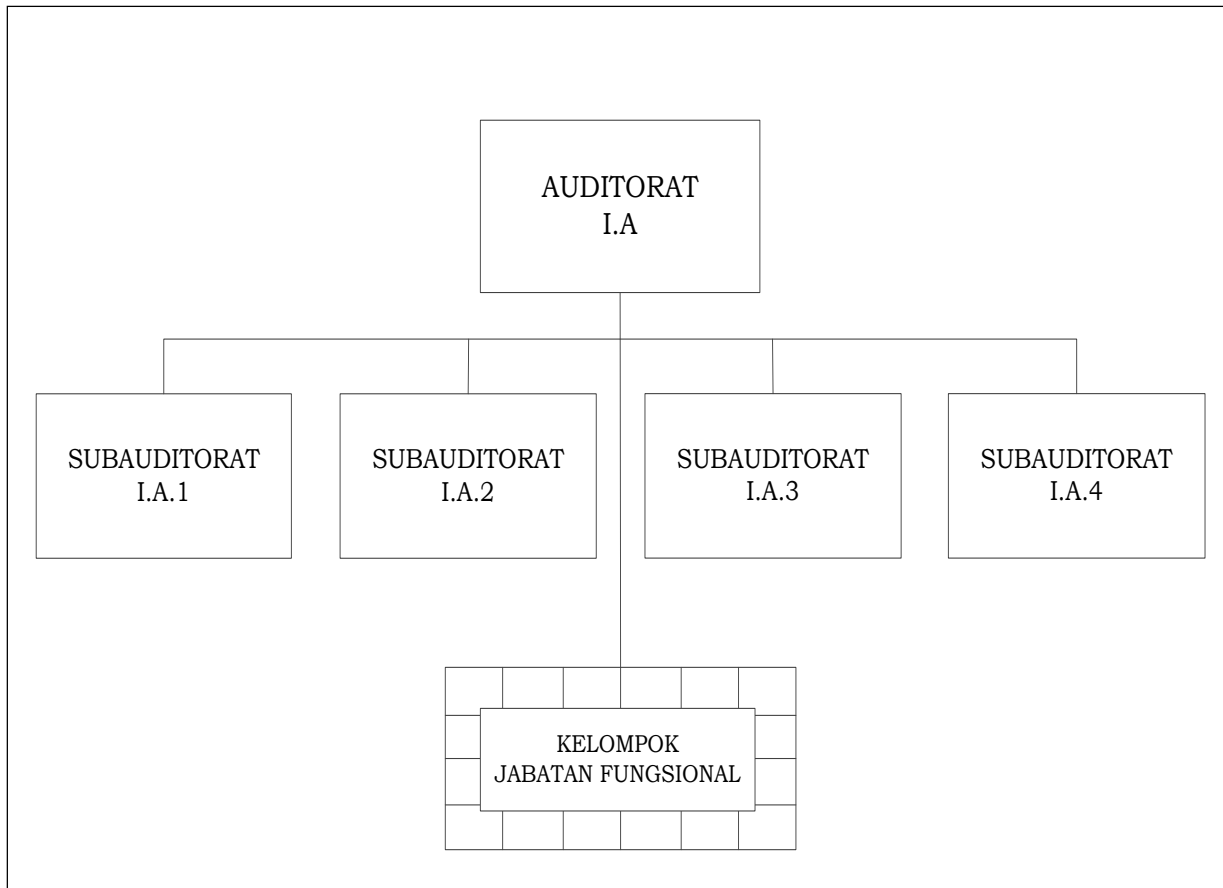 AUDITORAT
I.A
SUBAUDITORAT
I.A.1
SUBAUDITORAT
I.A.2
SUBAUDITORAT
I.A.3
SUBAUDITORAT
I.A.4
KELOMPOK
JABATAN FUNGSIONAL